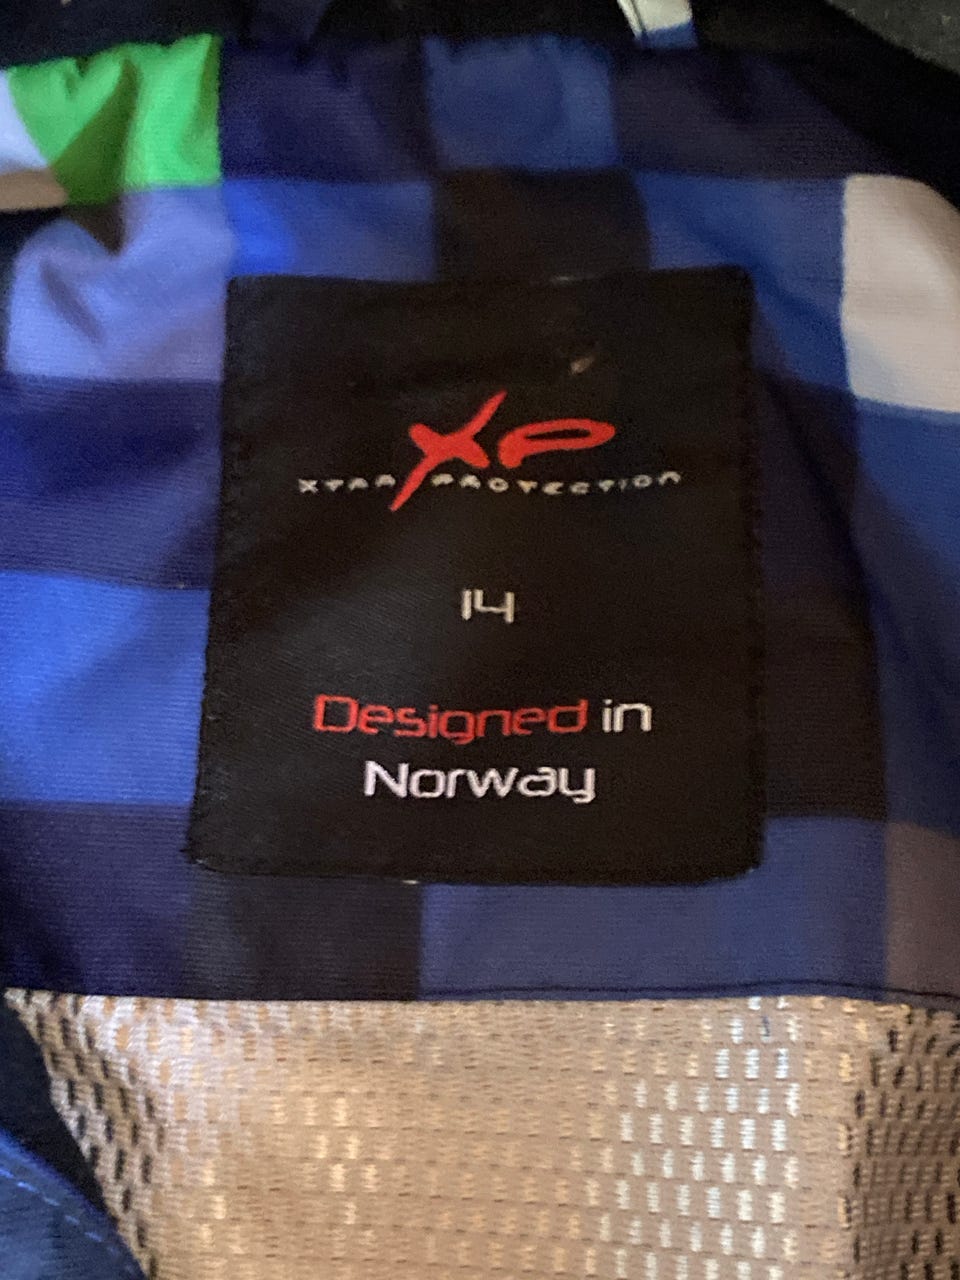 XP
XTRA PROTECTION
14
Designed in
Norway